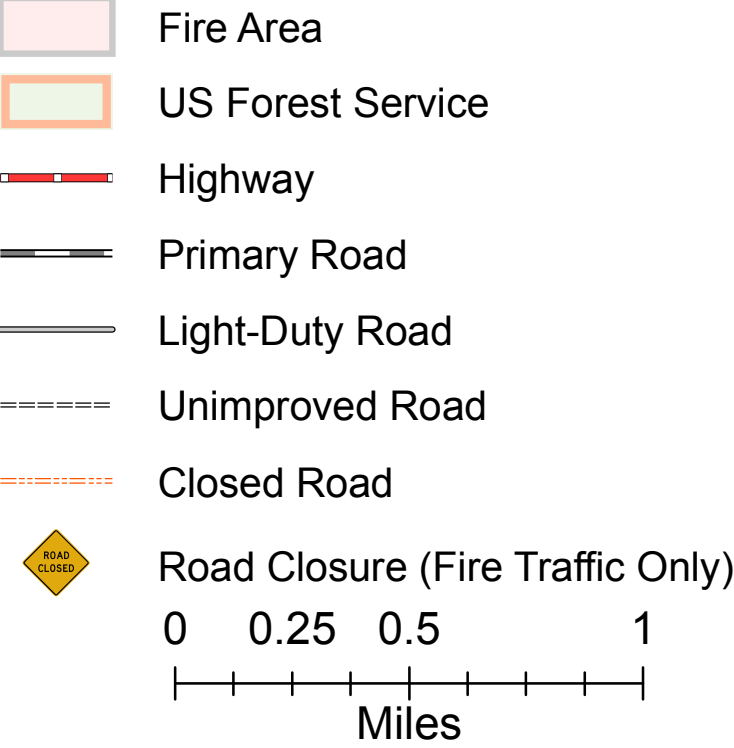 Fire Area
US Forest Service
Highway
Primary Road
Light-Duty Road
Unimproved Road
Closed Road
ROAD
CLOSED
Road Closure (Fire Traffic Only)
0 0.25 0.5 1
Miles